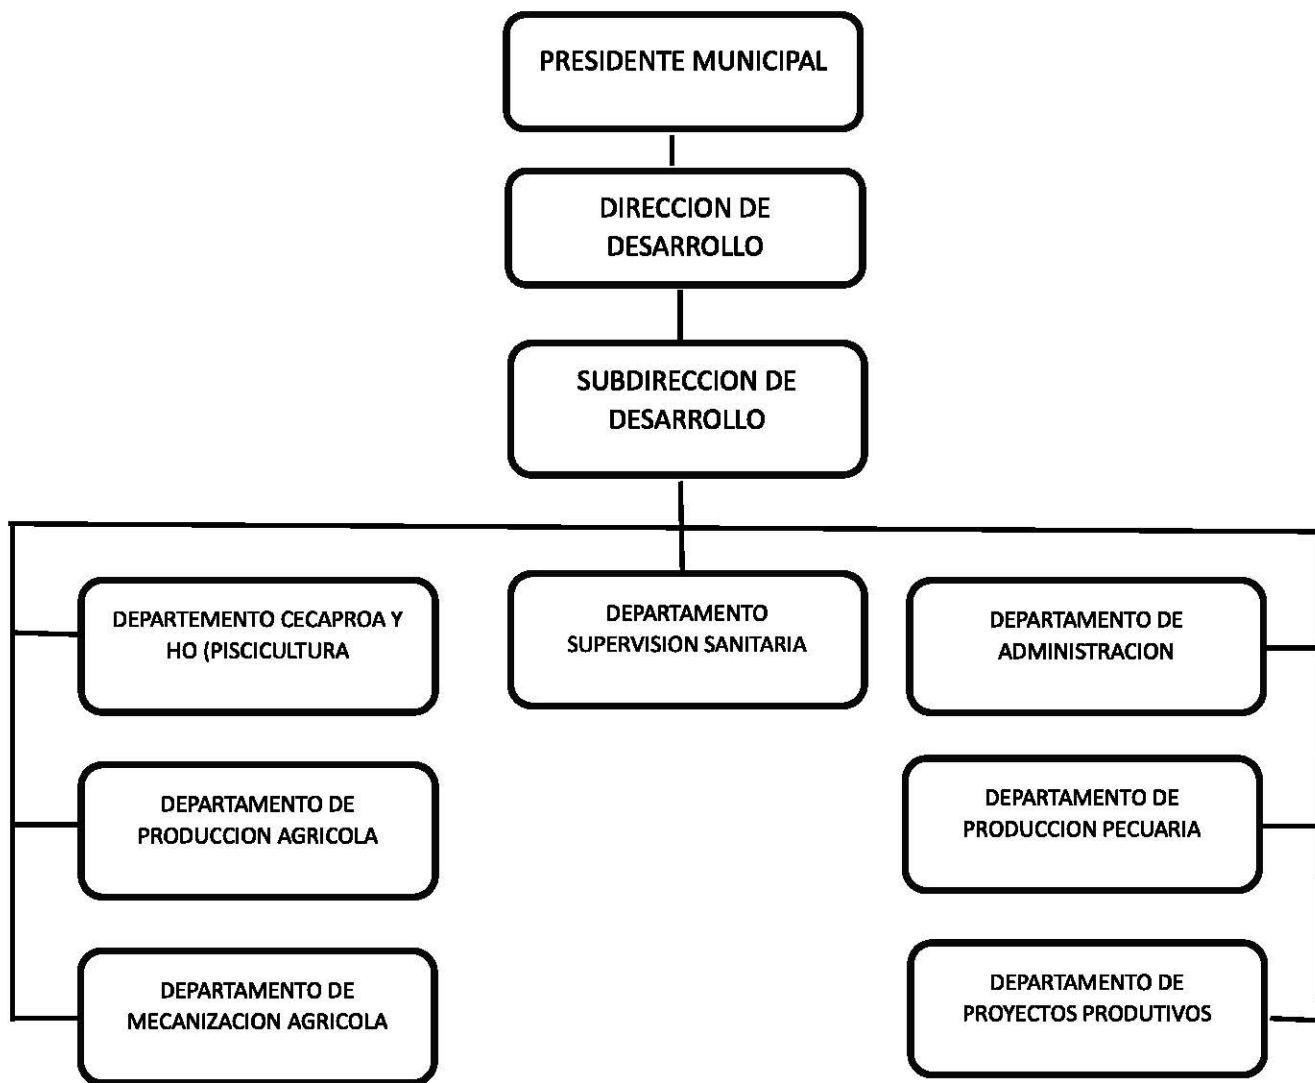 PRESIDENTE MUNICIPAL
DIRECCION DE
DESARROLLO
SUBDIRECCION DE
DESARROLLO
DEPARTEMENTO CECAPROA Y
HO (PISCICULTURA
DEPARTAMENTO
SUPERVISION SANITARIA
DEPARTAMENTO DE
ADMINISTRACION
DEPARTAMENTO DE
PRODUCCION AGRICOLA
DEPARTAMENTO DE
PRODUCCION PECUARIA
DEPARTAMENTO DE
MECANIZACION AGRICOLA
DEPARTAMENTO DE
PROYECTOS PRODUTIVOS